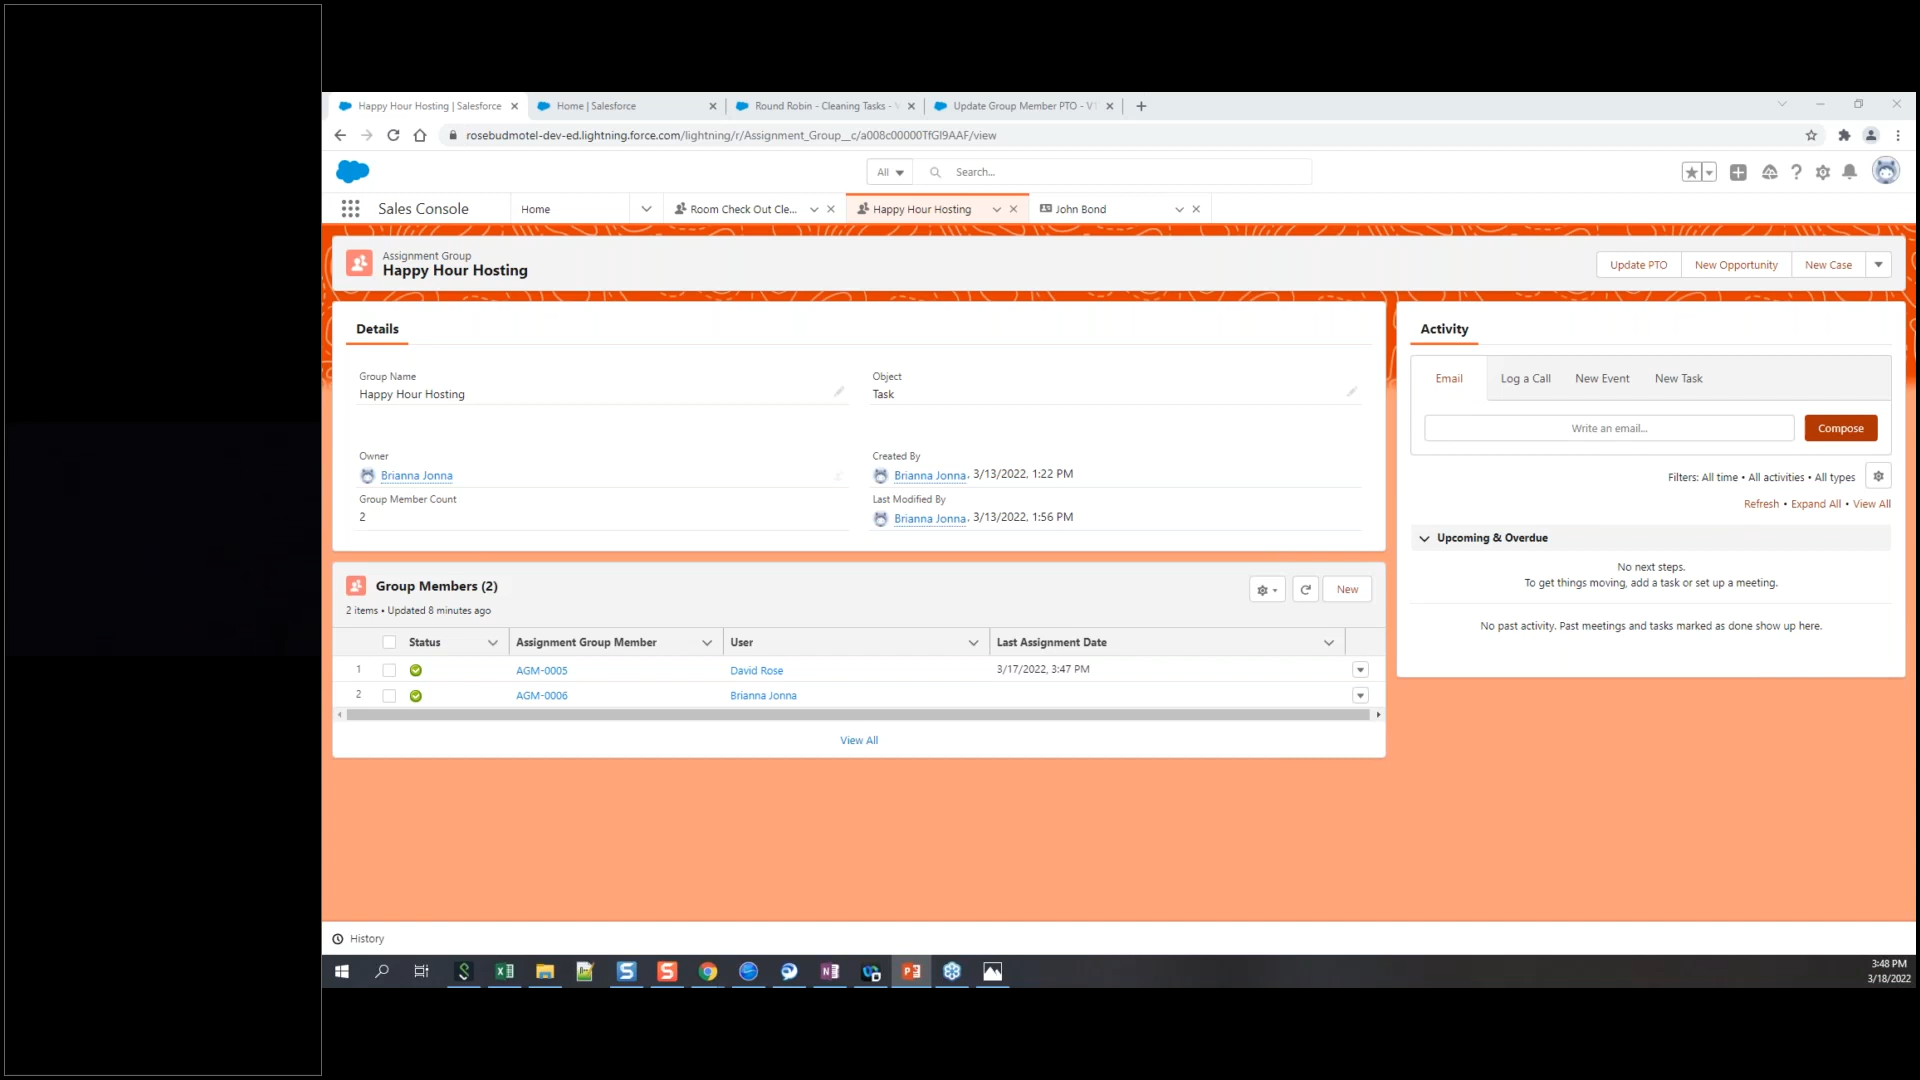 Happy Hour Hosting | Salesforce
Home | Salesforce
Round Robin - Cleaning Tasks - V
Update Group Member PTO - V1
rosebudmotel-dev-ed.lightning.force.com/lightning/r/Assignment_Group__c/a008c00000TfGl9AAF/view
All
Search...
Sales Console
Home
Room Check Out Cle...
Happy Hour Hosting
John Bond
Assignment Group
Happy Hour Hosting
Update PTO
New Opportunity
New Case
Details
Group Name
Happy Hour Hosting
Object
Task
Owner
Brianna Jonna
Created By
Brianna Jonna, 3/13/2022, 1:22 PM
Group Member Count
2
Last Modified By
Brianna Jonna, 3/13/2022, 1:56 PM
Group Members (2)
2 items • Updated 8 minutes ago
New
Status Assignment Group Member User Last Assignment Date
1 AGM-0005 David Rose 3/17/2022, 3:47 PM
2 AGM-0006 Brianna Jonna
View All
Activity
Email
Log a Call
New Event
New Task
Write an email...
Compose
Filters: All time • All activities • All types
Refresh • Expand All • View All
Upcoming & Overdue
No next steps.
To get things moving, add a task or set up a meeting.
No past activity. Past meetings and tasks marked as done show up here.
History
3:48 PM
3/18/2022